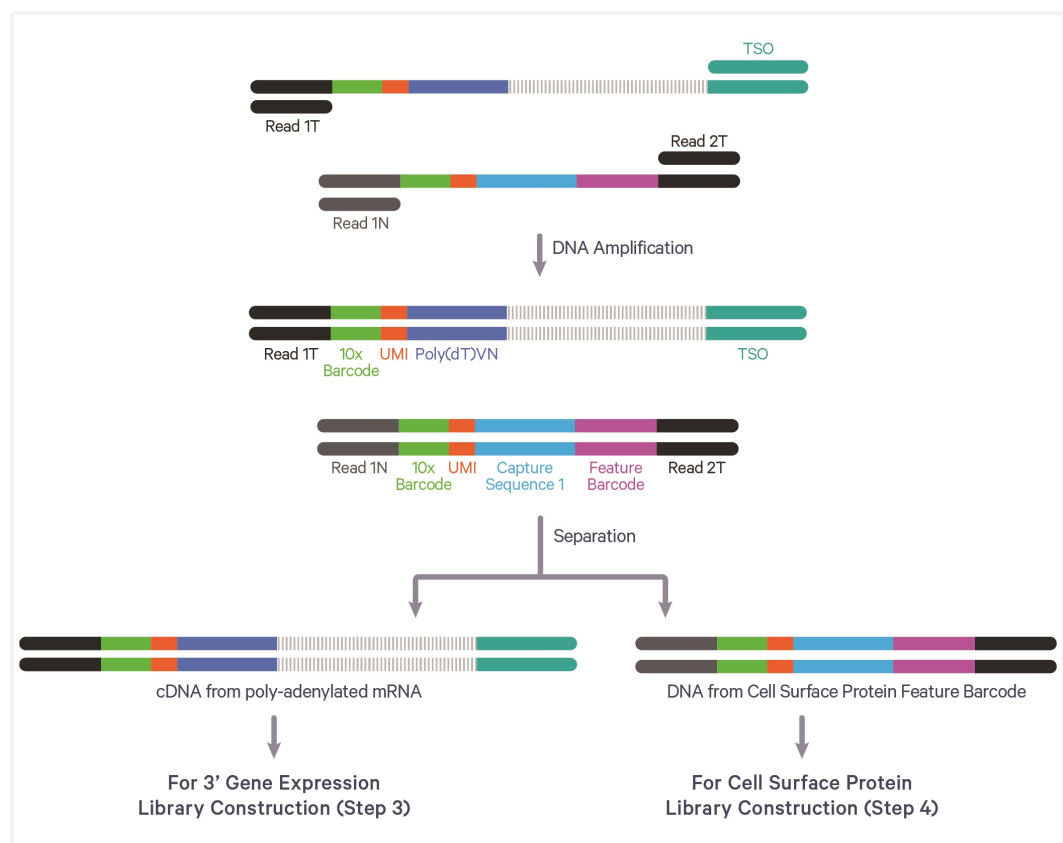 TSO
Read 1T
Read 2T
Read 1N
DNA Amplification
Read 1T
10x
Barcode
UMI
Poly(dT)VN
TSO
Read 1N
10x
Barcode
UMI
Capture
Sequence 1
Feature
Barcode
Read 2T
Separation
cDNA from poly-adenylated mRNA
DNA from Cell Surface Protein Feature Barcode
For 3’ Gene Expression
Library Construction (Step 3)
For Cell Surface Protein
Library Construction (Step 4)